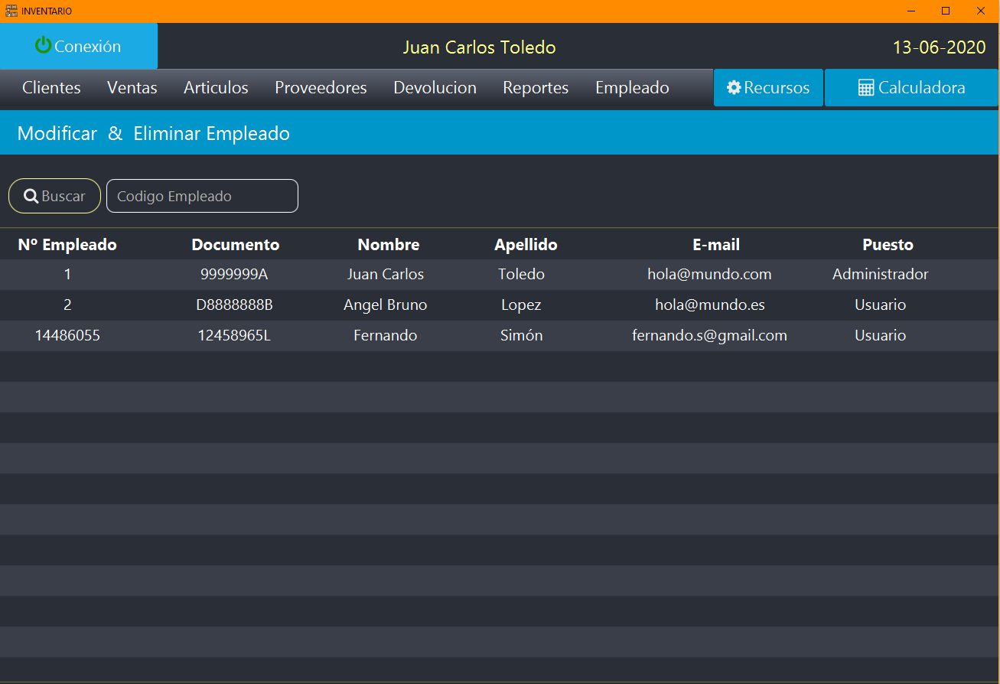 INVENTARIO
Conexión Juan Carlos Toledo 13-06-2020
Clientes Ventas Articulos Proveedores Devolucion Reportes Empleado Recursos Calculadora
Modificar & Eliminar Empleado
Buscar Codigo Empleado
Nº Empleado Documento Nombre Apellido E-mail Puesto
1 9999999A Juan Carlos Toledo hola@mundo.com Administrador
2 D8888888B Angel Bruno Lopez hola@mundo.es Usuario
14486055 12458965L Fernando Simón fernando.s@gmail.com Usuario